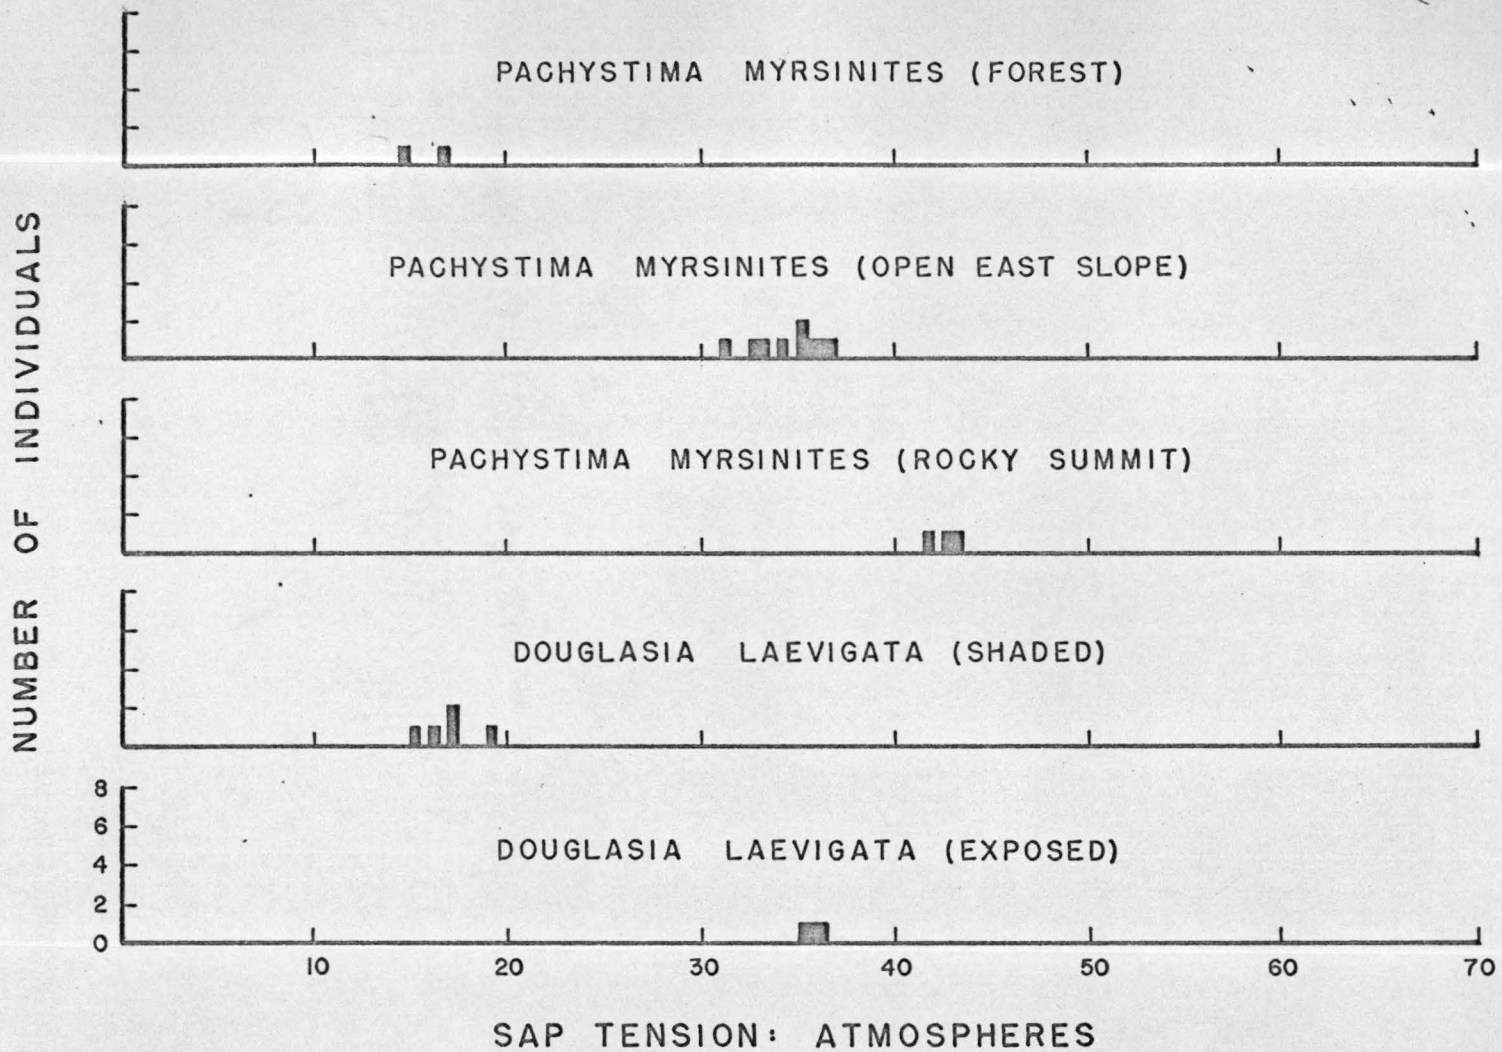 PACHYSTIMA MYRSINITES (FOREST)
PACHYSTIMA MYRSINITES (OPEN EAST SLOPE)
PACHYSTIMA MYRSINITES (ROCKY SUMMIT)
DOUGLASIA LAEVIGATA (SHADED)
DOUGLASIA LAEVIGATA (EXPOSED)
NUMBER OF INDIVIDUALS
8
6
4
2
0
10 20 30 40 50 60 70
SAP TENSION: ATMOSPHERES